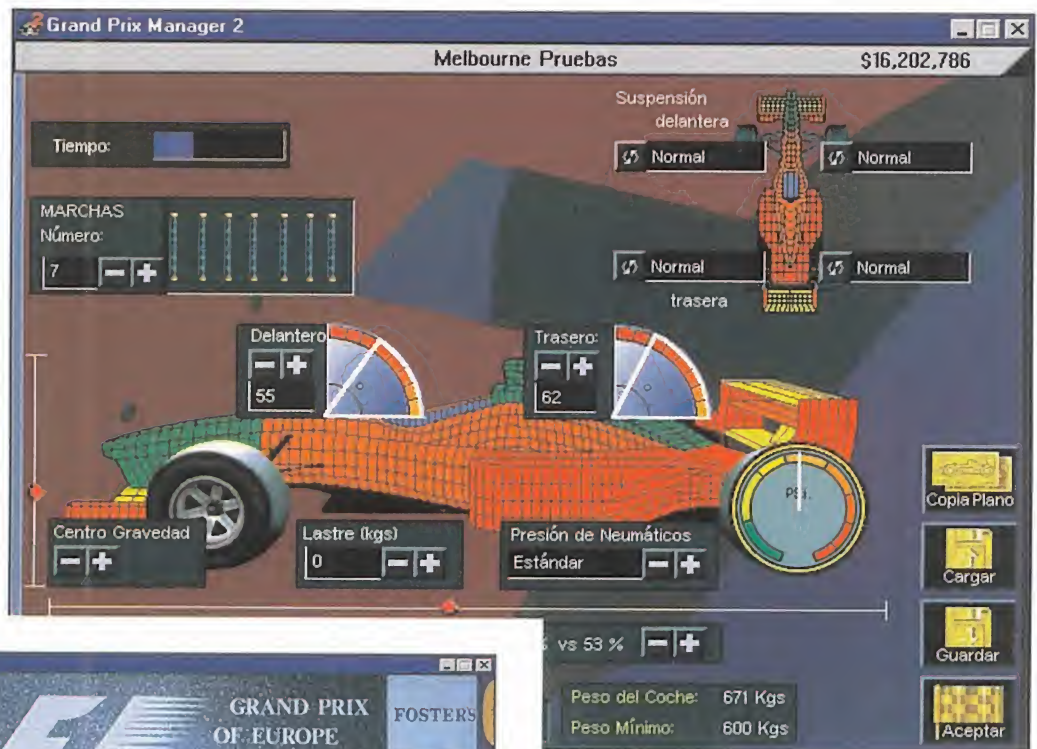 Grand Prix Manager 2
Melbourne Pruebas
$16,202,786
Suspensión
delantera
Tiempo:
Normal
Normal
MARCHAS
Número:
7
Normal
Normal
trasera
Delantero
55
Trasero:
62
PSi.
Copia Plano
Centro Gravedad
Lastre (kgs)
0
Presión de Neumáticos
Estándar
Cargar
% vs 53 %
Guardar
Peso del Coche: 671 Kgs
Peso Mínimo: 600 Kgs
Aceptar
GRAND PRIX
OF EUROPE
FOSTERS
F1